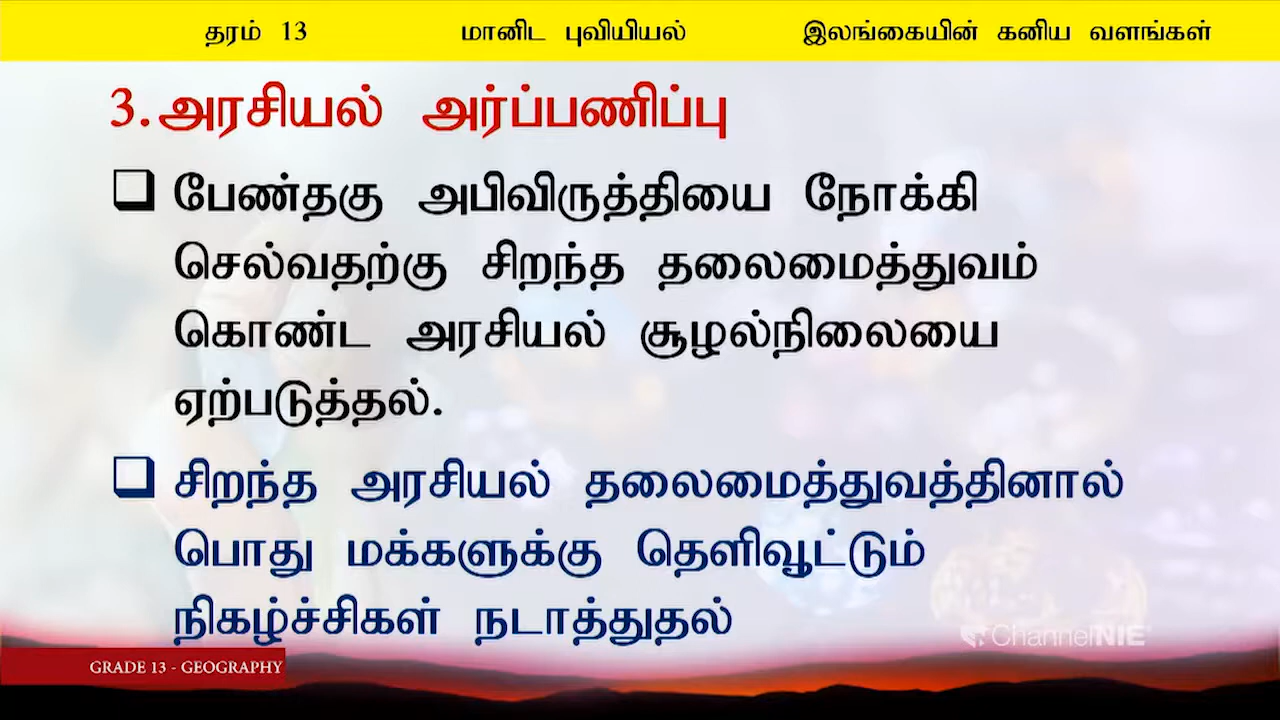 தரம் 13 மானிட புவியியல் இலங்கையின் கனிய வளங்கள்
3.அரசியல் அர்ப்பணிப்பு
❑ பேண்தகு அபிவிருத்தியை நோக்கி
செல்வதற்கு சிறந்த தலைமைத்துவம்
கொண்ட அரசியல் சூழல்நிலையை
ஏற்படுத்தல்.
❑ சிறந்த அரசியல் தலைமைத்துவத்தினால்
பொது மக்களுக்கு தெளிவூட்டும்
நிகழ்ச்சிகள் நடாத்துதல்
ChannelNIE
GRADE 13 - GEOGRAPHY